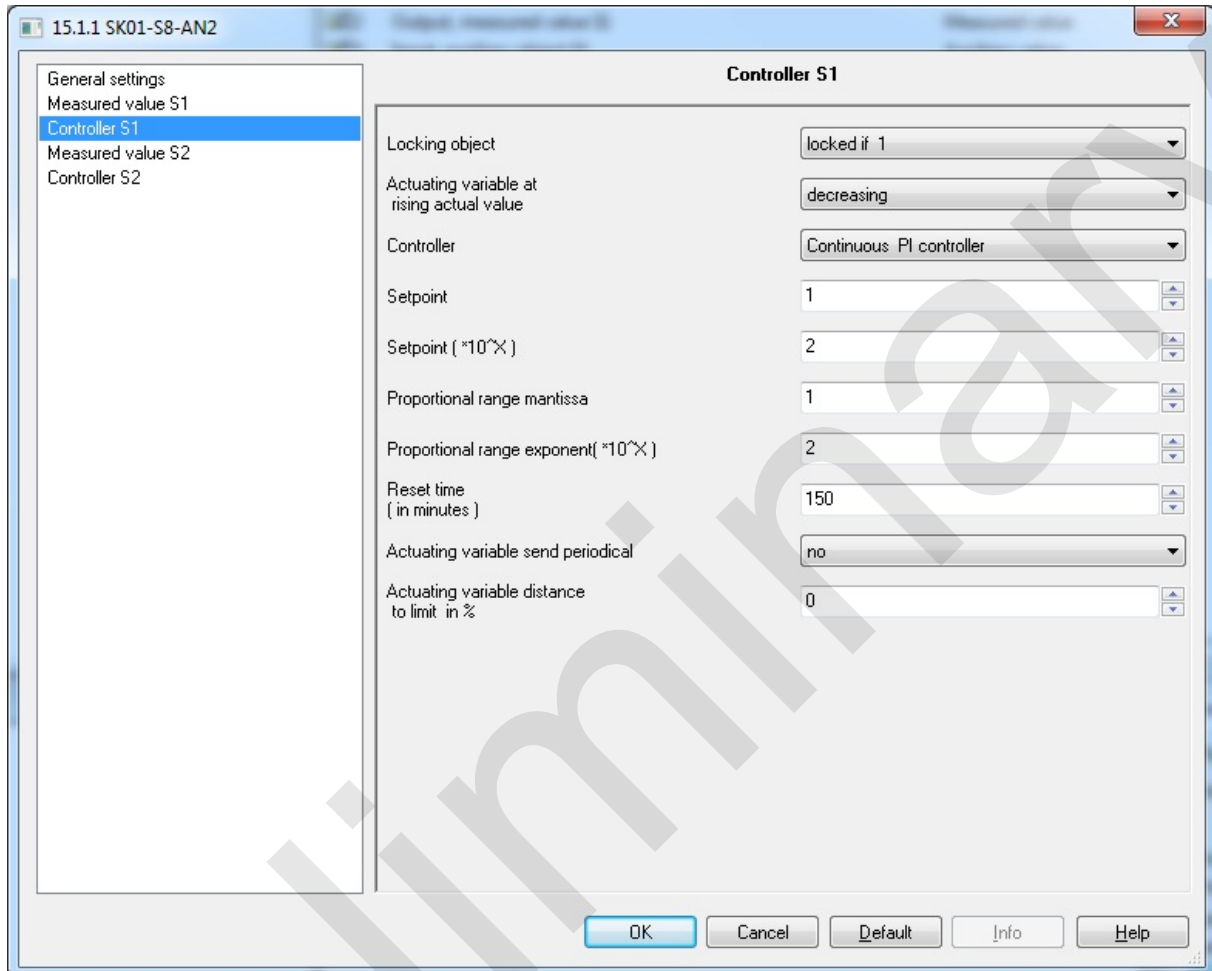 15.1.1 SK01-S8-AN2
General settings
Measured value S1
Controller S1
Measured value S2
Controller S2
Controller S1
Locking object
locked if 1
Actuating variable at
rising actual value
decreasing
Controller
Continuous PI controller
Setpoint
1
Setpoint ( *10^X )
2
Proportional range mantissa
1
Proportional range exponent( *10^X )
2
Reset time
( in minutes )
150
Actuating variable send periodical
no
Actuating variable distance
to limit in %
0
OK
Cancel
Default
Info
Help